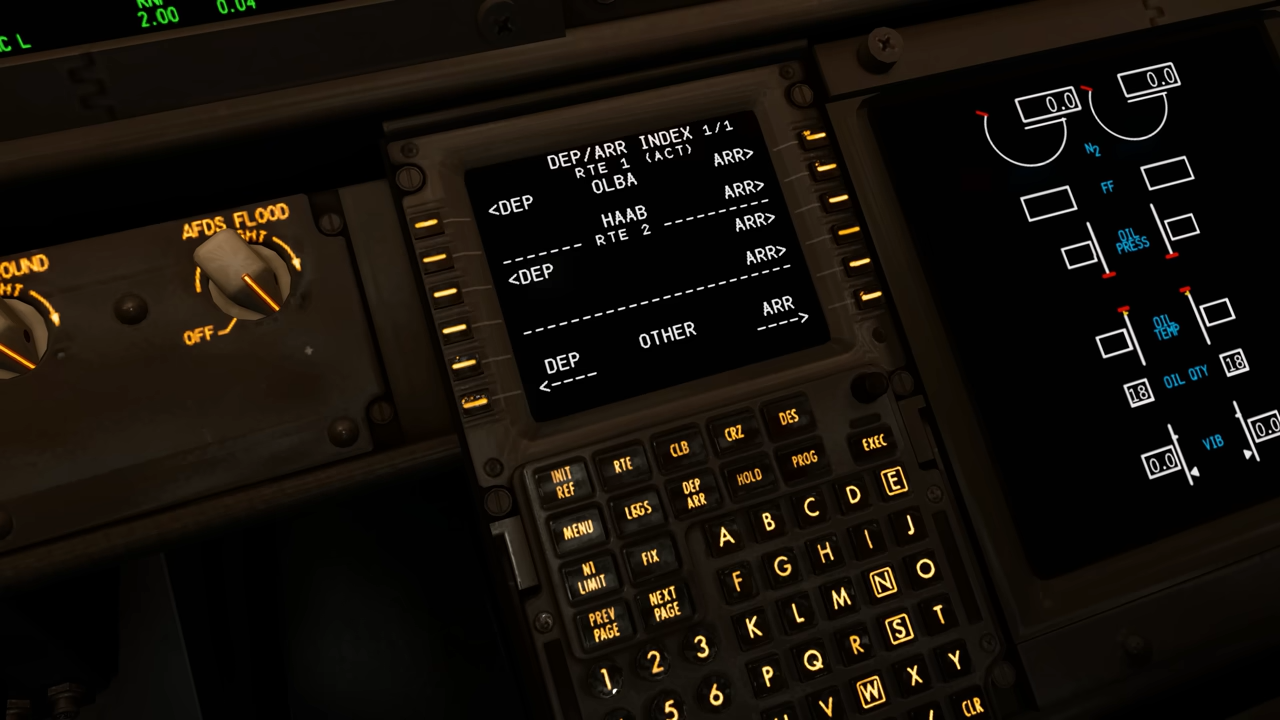 2.00 0.04
C L
DEP/ARR INDEX 1/1
RTE 1 (ACT)
<DEP OLBA ARR>
HAAB ARR>
RTE 2
<DEP ARR>
ARR>
DEP OTHER ARR
<---- ---->
AFDS FLOOD
OFF
OUND
INIT REF
RTE
CLB
CRZ
DES
MENU
LEGS
DEP ARR
HOLD
PROG
EXEC
N1 LIMIT
FIX
PREV PAGE
NEXT PAGE
A B C D E
F G H I J
K L M N O
P Q R S T
V W X Y
1 2 3
5 6
/ CLR
0.0 0.0
N2
FF
OIL PRESS
OIL TEMP
18 OIL QTY 18
0.0 VIB 0.0